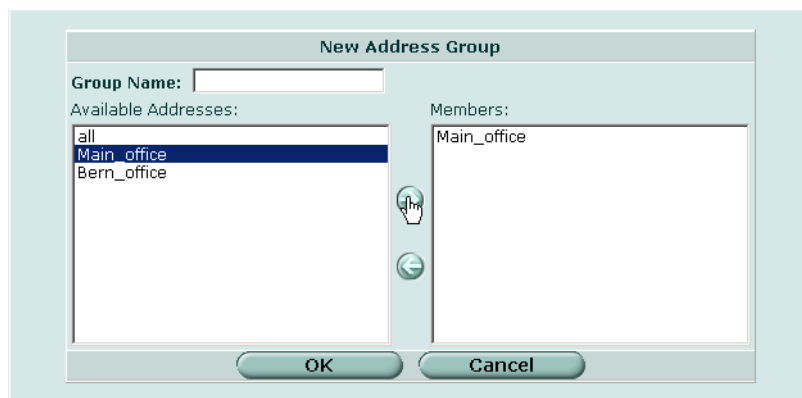 New Address Group
Group Name:
Available Addresses:
Members:
all
Main_office
Bern_office
Main_office
OK
Cancel